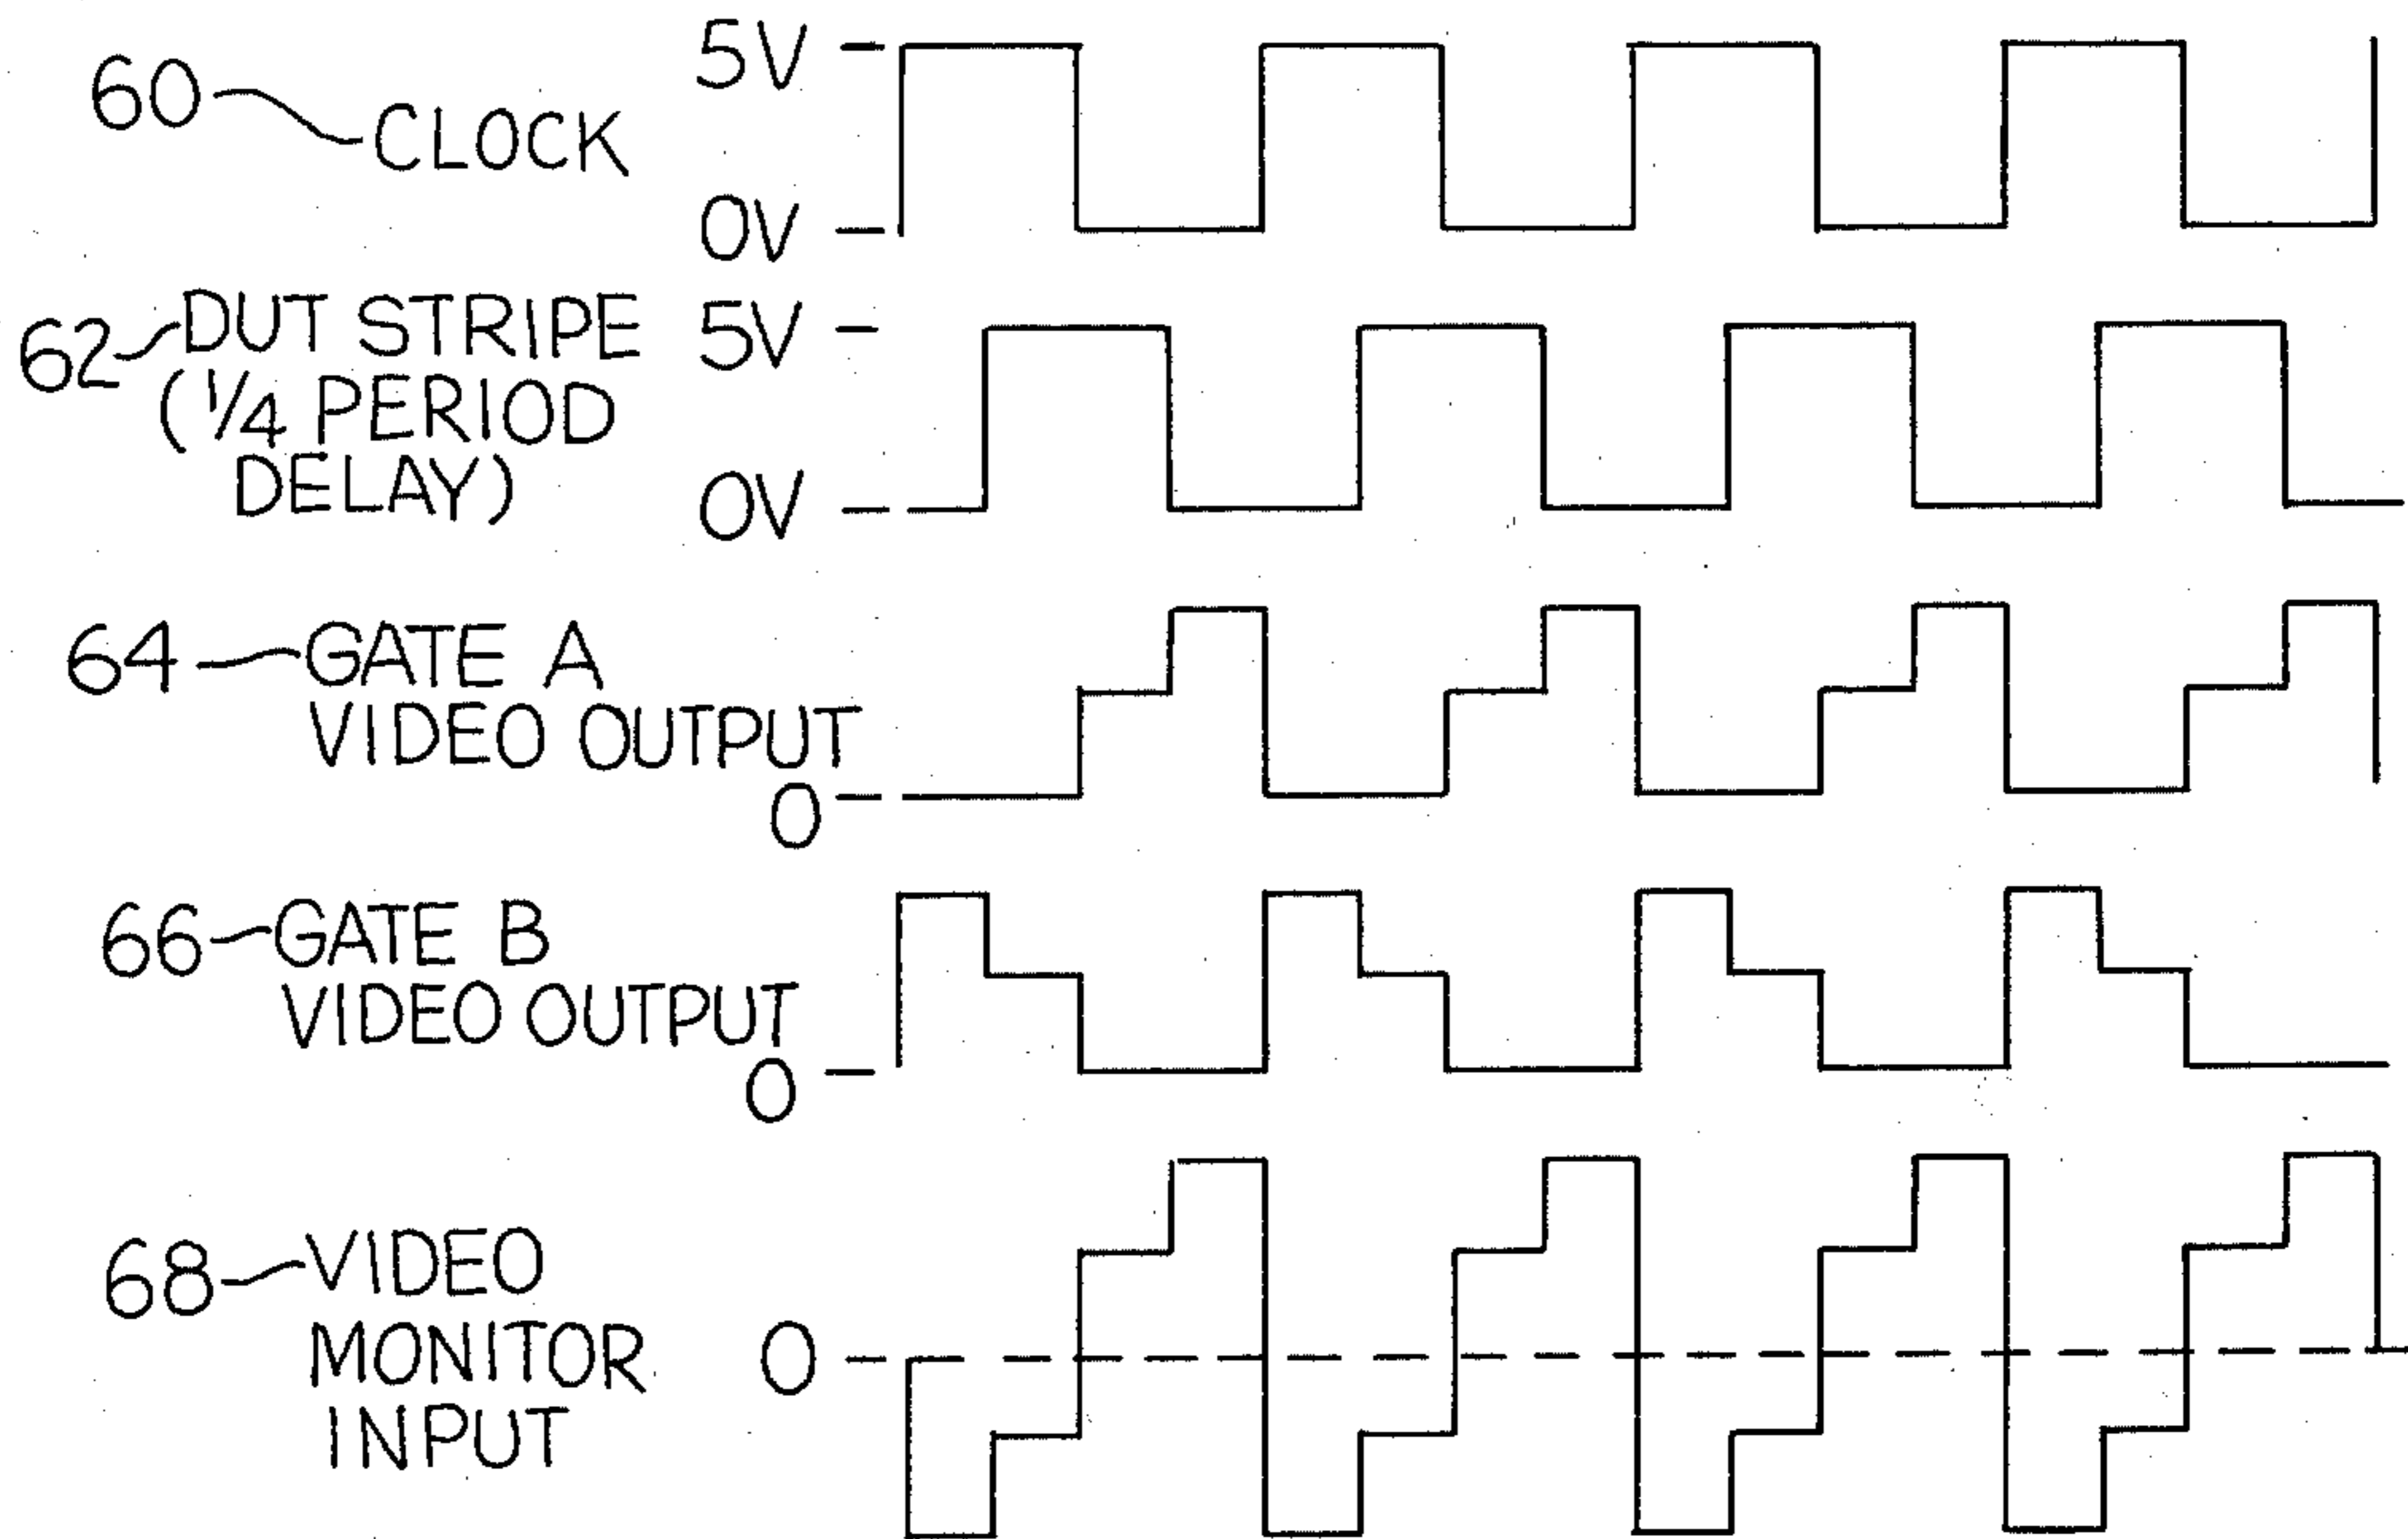 60 CLOCK 5V
0V
62 DUT STRIPE 5V
(1/4 PERIOD
DELAY) 0V
64 GATE A
VIDEO OUTPUT
0
66 GATE B
VIDEO OUTPUT
0
68 VIDEO
MONITOR 0
INPUT